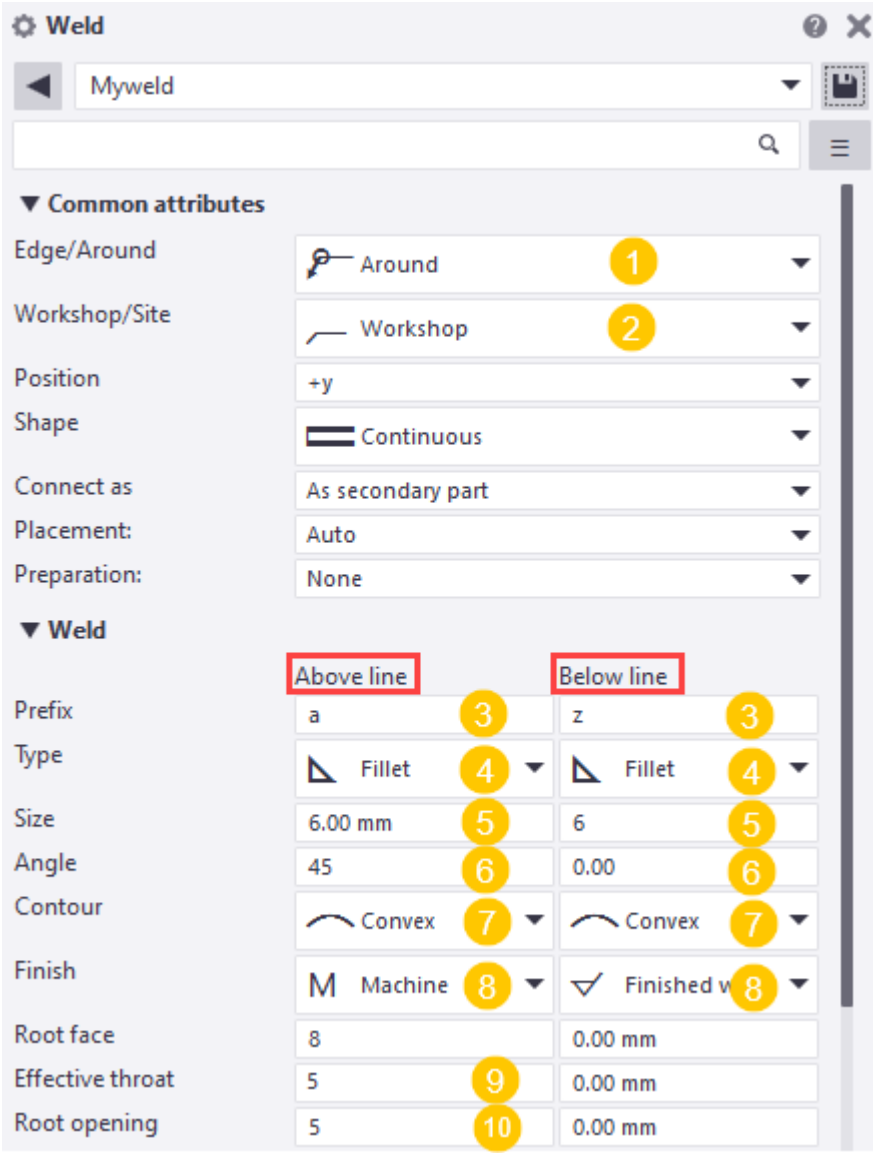 Weld
Myweld
Common attributes
Edge/Around Around 1
Workshop/Site Workshop 2
Position +y
Shape Continuous
Connect as As secondary part
Placement: Auto
Preparation: None
Weld
Above line Below line
Prefix a 3 z 3
Type Fillet 4 Fillet 4
Size 6.00 mm 5 6 5
Angle 45 6 0.00 6
Contour Convex 7 Convex 7
Finish M Machine 8 Finished 8
Root face 8 0.00 mm
Effective throat 5 9 0.00 mm
Root opening 5 10 0.00 mm